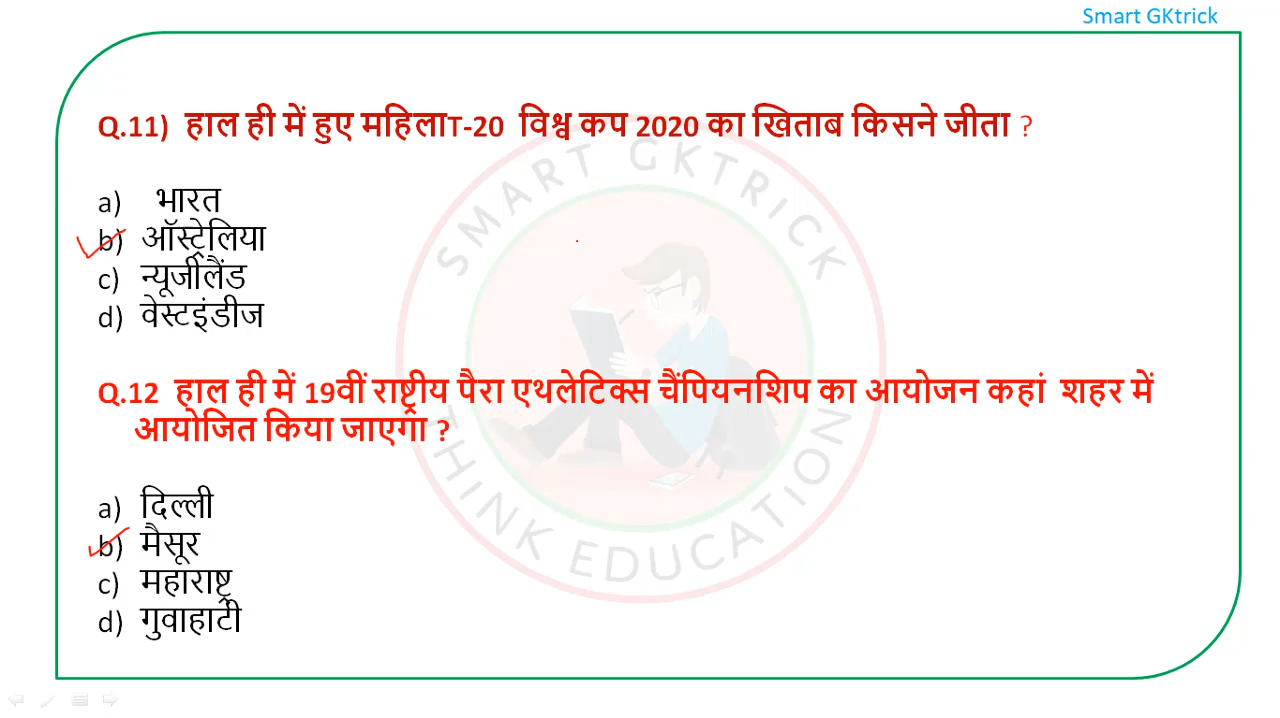 Smart GKtrick
Q.11) हाल ही में हुए महिलाT-20 विश्व कप 2020 का खिताब किसने जीता ?
a) भारत
b) ऑस्ट्रेलिया
c) न्यूजीलैंड
d) वेस्टइंडीज
Q.12 हाल ही में 19वीं राष्ट्रीय पैरा एथलेटिक्स चैंपियनशिप का आयोजन कहां शहर में
आयोजित किया जाएगा ?
a) दिल्ली
b) मैसूर
c) महाराष्ट्र
d) गुवाहाटी
SMART GKTRICK
THINK EDUCATION